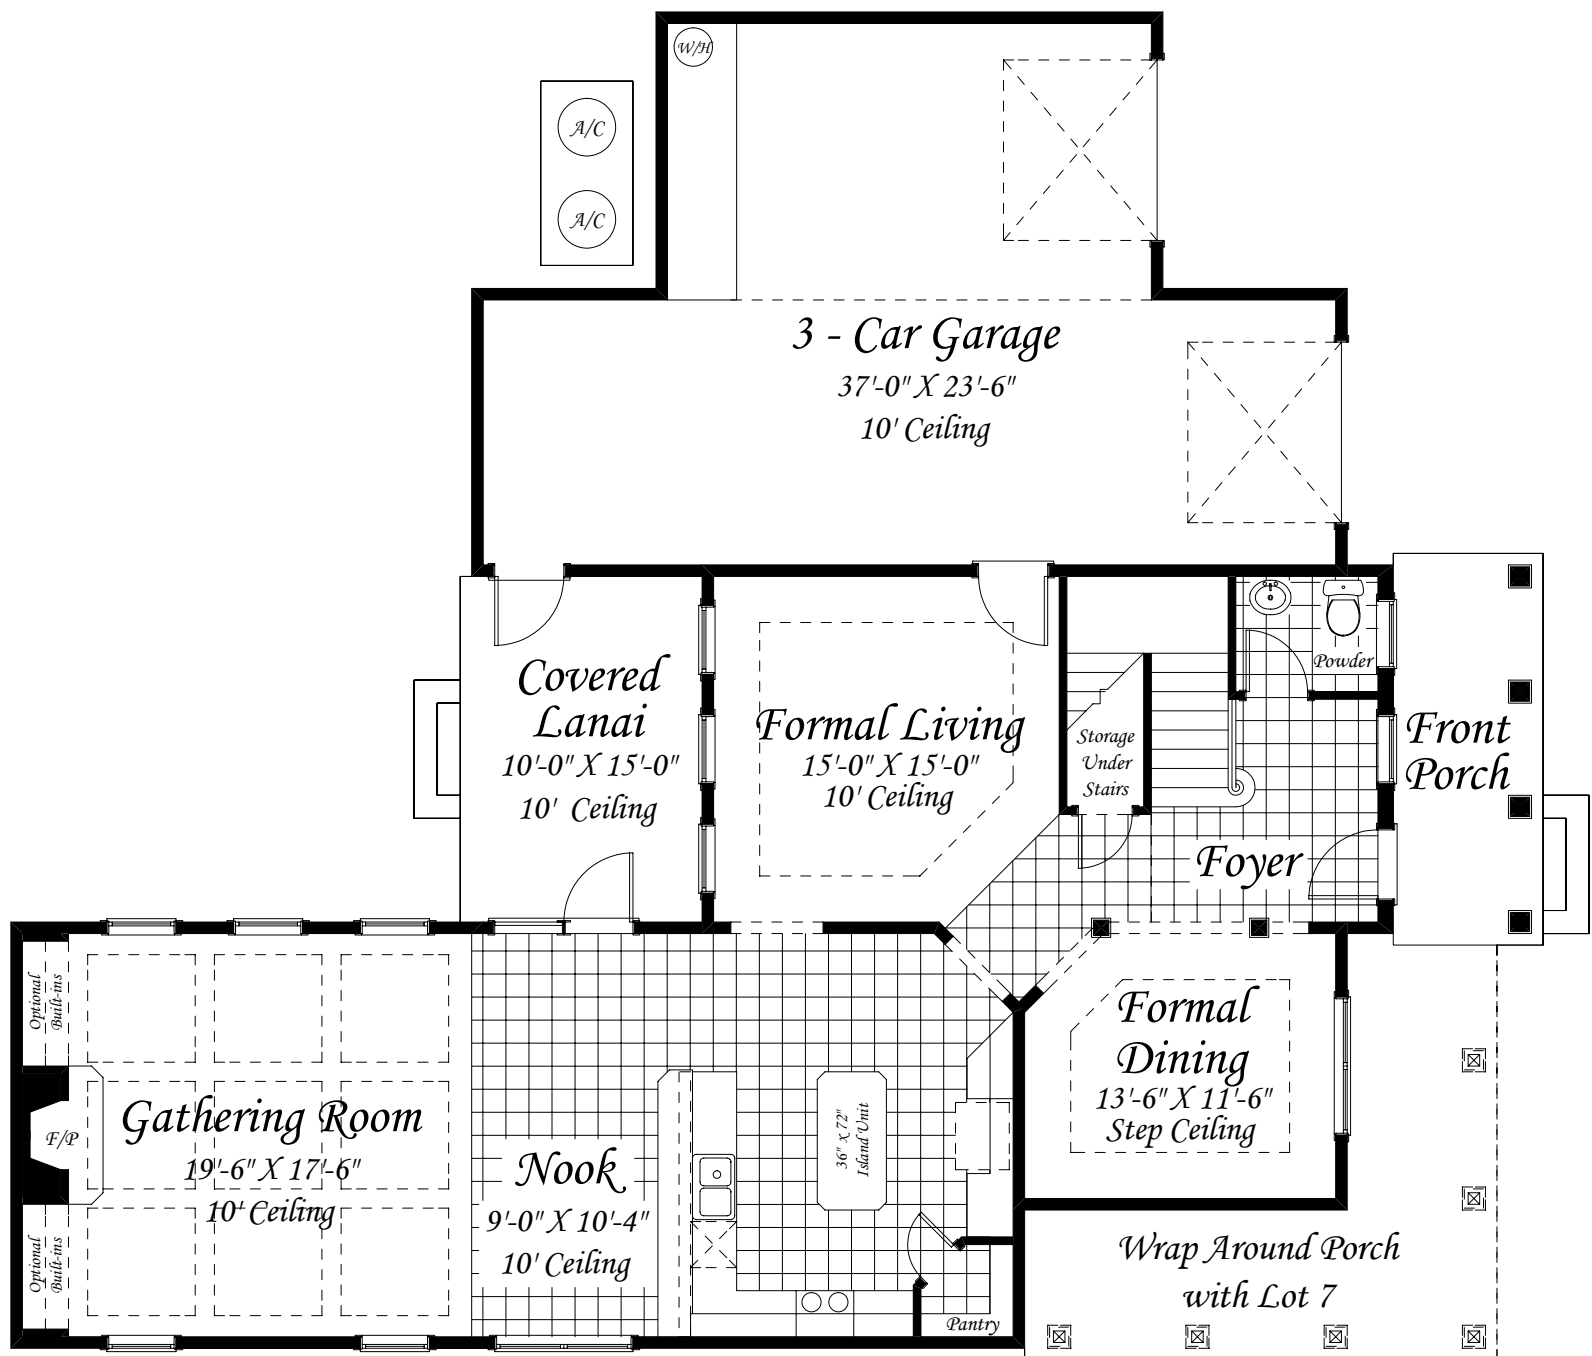 W/H
A/C
A/C
3 - Car Garage
37'-0" X 23'-6"
10' Ceiling
Powder
Covered
Lanai
10'-0" X 15'-0"
10' Ceiling
Formal Living
15'-0" X 15'-0"
10' Ceiling
Storage
Under
Stairs
Front
Porch
Foyer
Optional
Built-ins
Gathering Room
19'-6" X 17'-6"
10' Ceiling
F/P
Optional
Built-ins
Nook
9'-0" X 10'-4"
10' Ceiling
36" X 72"
Island Unit
Pantry
Formal
Dining
13'-6" X 11'-6"
Step Ceiling
Wrap Around Porch
with Lot 7